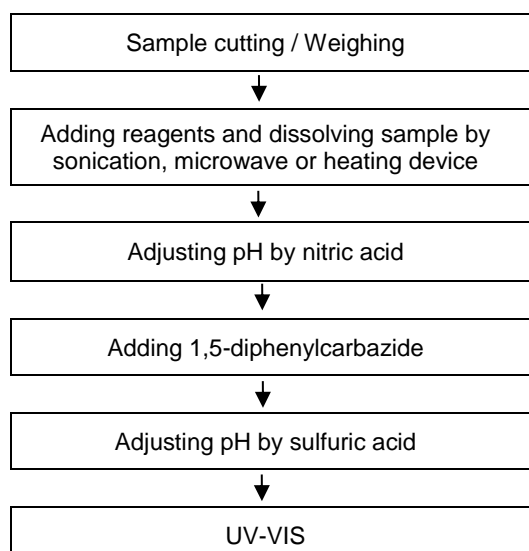 Sample cutting / Weighing
Adding reagents and dissolving sample by
sonication, microwave or heating device
Adjusting pH by nitric acid
Adding 1,5-diphenylcarbazide
Adjusting pH by sulfuric acid
UV-VIS